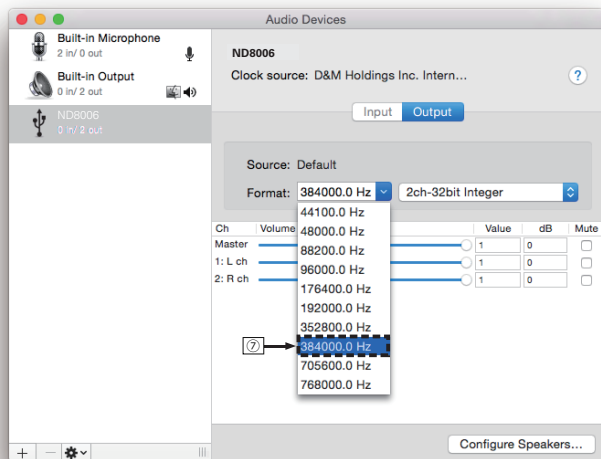 Audio Devices
Built-in Microphone
2 in/ 0 out
Built-in Output
0 in/ 2 out
ND8006
0 in/ 2 out
ND8006
Clock source: D&M Holdings Inc. Intern...
?
Input Output
Source: Default
Format: 384000.0 Hz 2ch-32bit Integer
44100.0 Hz
48000.0 Hz
88200.0 Hz
96000.0 Hz
176400.0 Hz
192000.0 Hz
352800.0 Hz
⑦ 384000.0 Hz
705600.0 Hz
768000.0 Hz
Ch Volume Value dB Mute
Master 1 0
1: L ch 1 0
2: R ch 1 0
Configure Speakers...